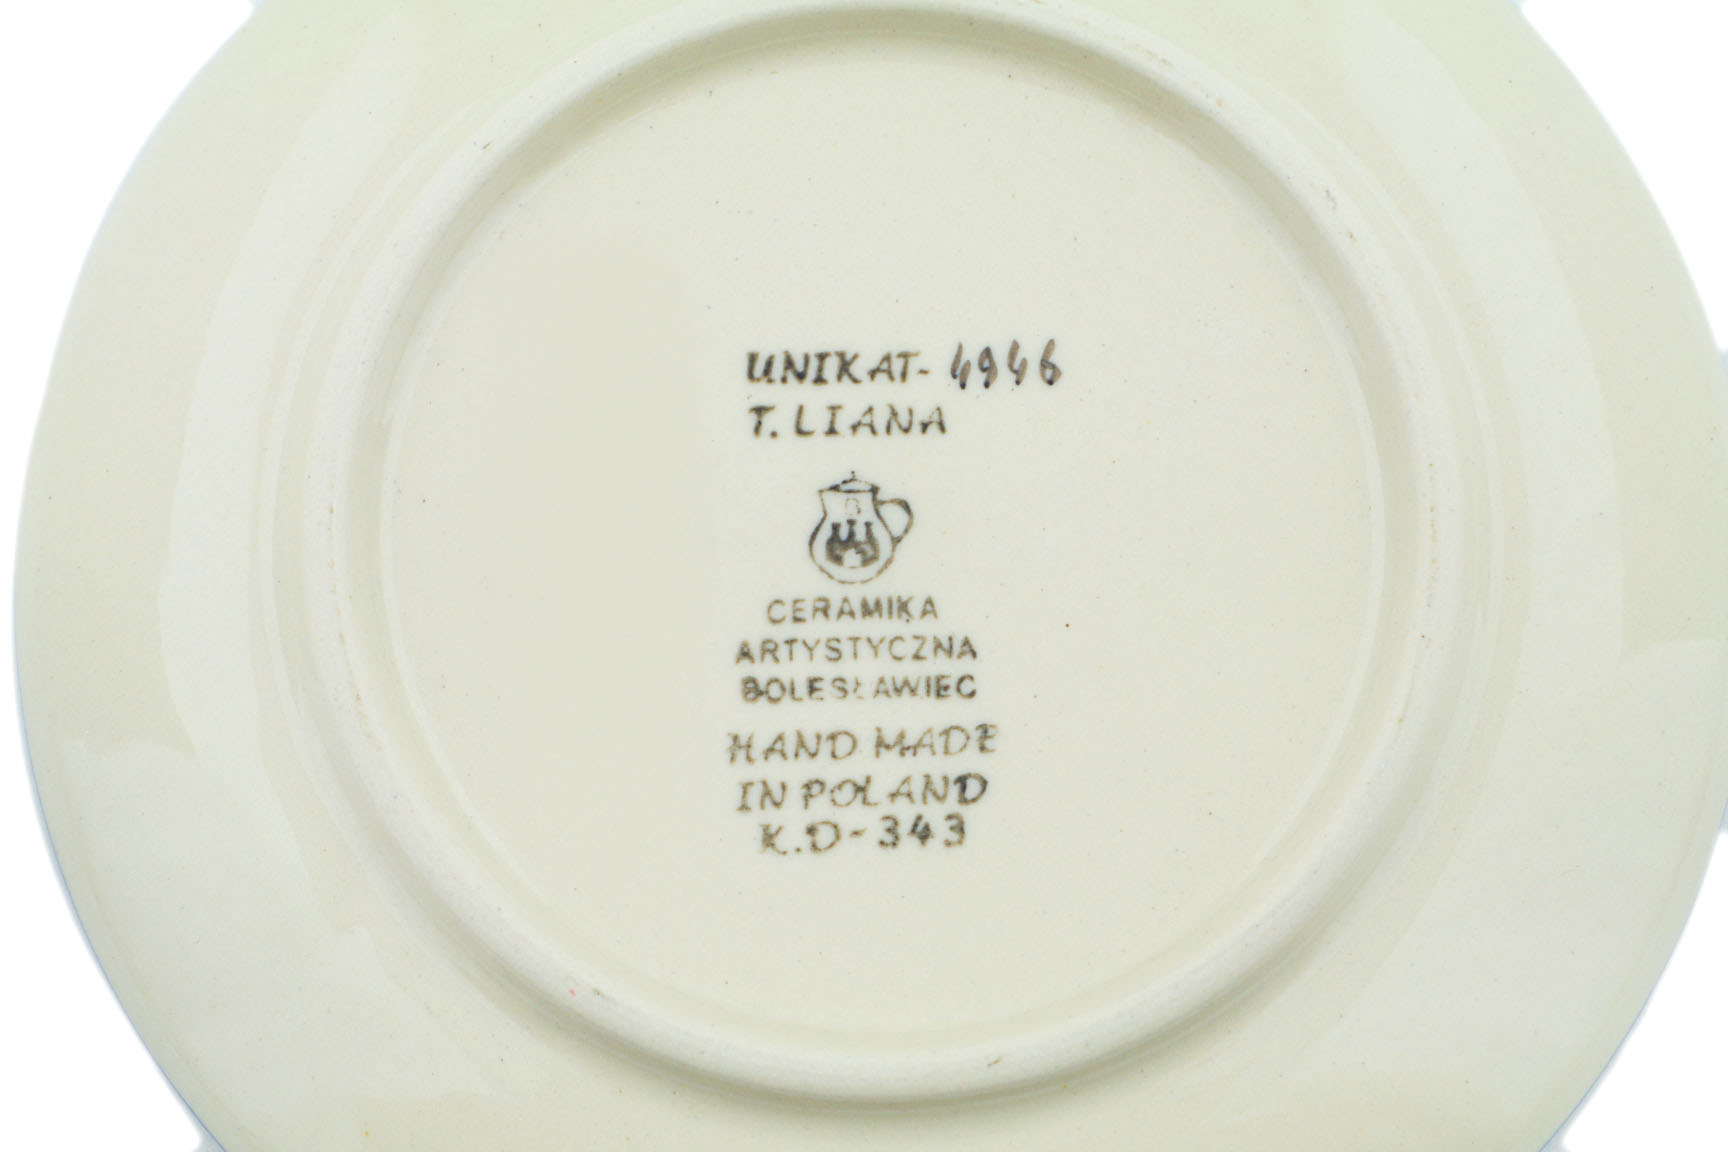 UNIKAT-4946
T. LIANA
CERAMIKA
ARTYSTYCZNA
BOLESŁAWIEC
HAND MADE
IN POLAND
K.D-343